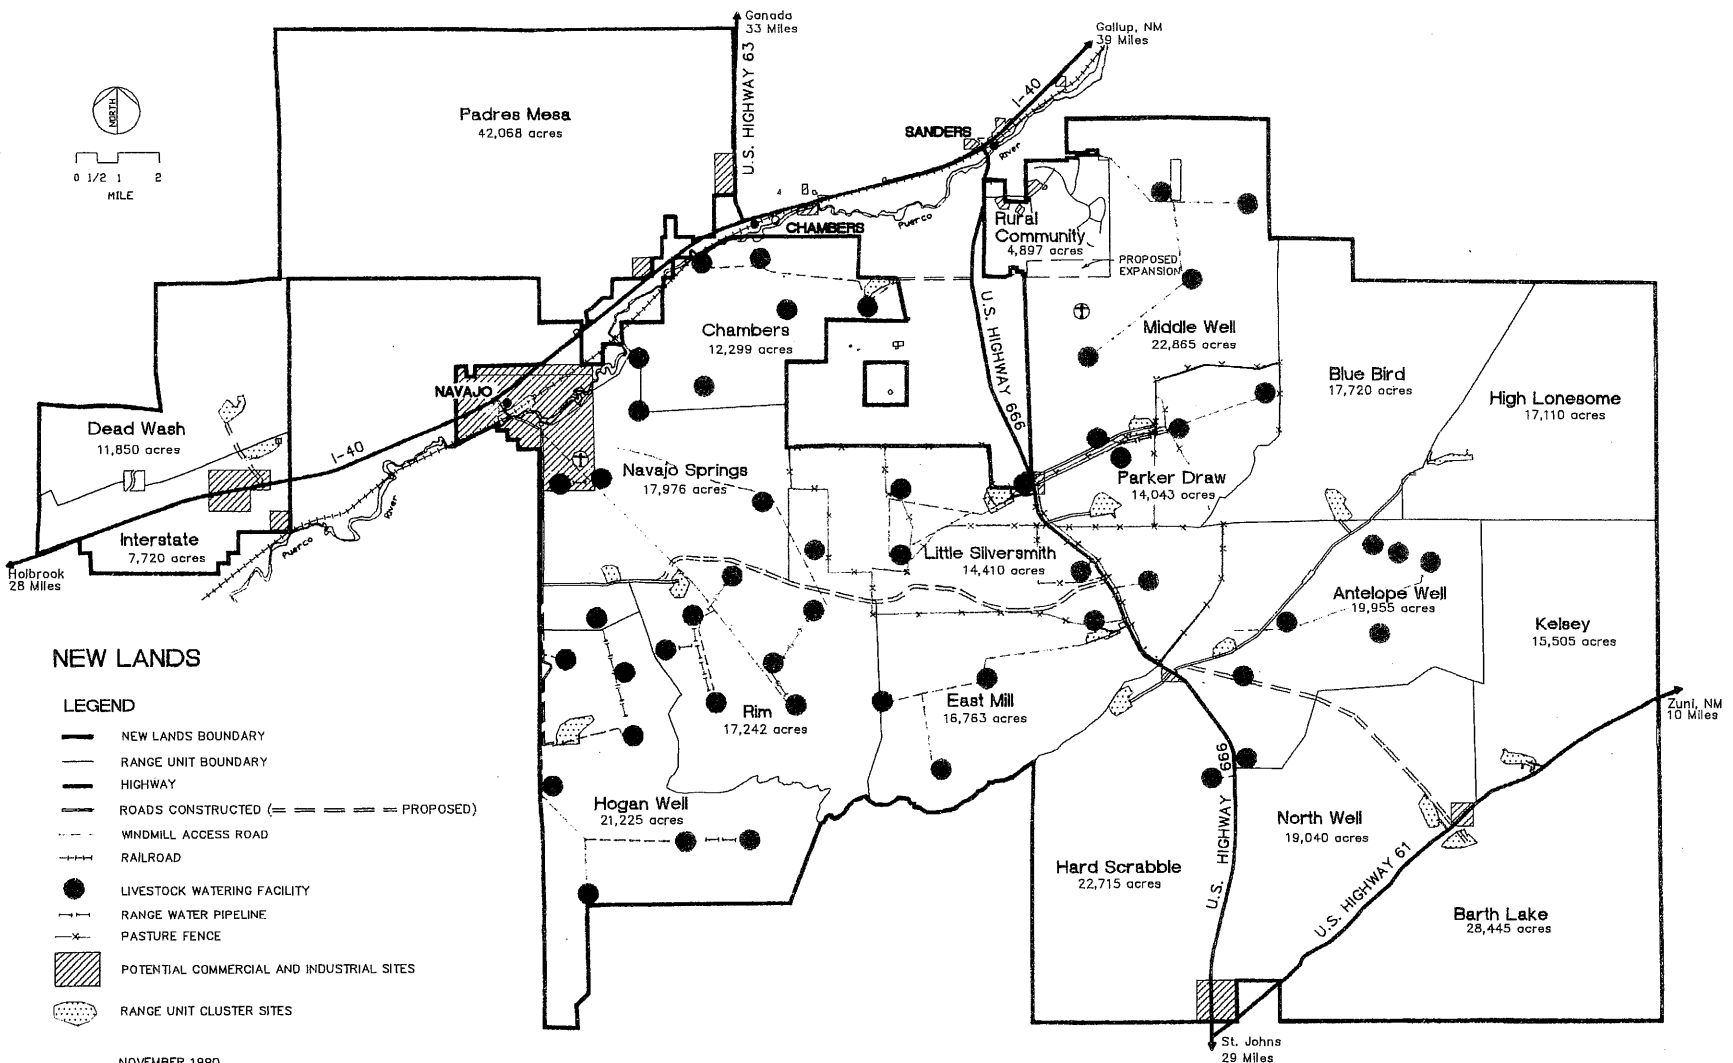 Ganada
33 Miles
Gallup, NM
39 Miles
NORTH
0 1/2 1 2
MILE
U.S. HIGHWAY 63
I-40
Padres Mesa
42,068 acres
SANDERS
River
Puerco
CHAMBERS
Rural
Community
4,897 acres
PROPOSED
EXPANSION
U.S. HIGHWAY 666
Chambers
12,299 acres
Middle Well
22,865 acres
Blue Bird
17,720 acres
High Lonesome
17,110 acres
NAVAJO
Dead Wash
11,850 acres
I-40
Navajo Springs
17,976 acres
Parker Draw
14,043 acres
River
Puerco
Interstate
7,720 acres
Holbrook
28 Miles
Little Silversmith
14,410 acres
Antelope Well
19,955 acres
Kelsey
15,505 acres
Zuni, NM
10 Miles
Rim
17,242 acres
East Mill
16,763 acres
Hogan Well
21,225 acres
U.S. HIGHWAY 666
North Well
19,040 acres
Hard Scrabble
22,715 acres
U.S. HIGHWAY 61
Barth Lake
28,445 acres
St. Johns
29 Miles
NEW LANDS
LEGEND
NEW LANDS BOUNDARY
RANGE UNIT BOUNDARY
HIGHWAY
ROADS CONSTRUCTED ( PROPOSED)
WINDMILL ACCESS ROAD
RAILROAD
LIVESTOCK WATERING FACILITY
RANGE WATER PIPELINE
PASTURE FENCE
POTENTIAL COMMERCIAL AND INDUSTRIAL SITES
RANGE UNIT CLUSTER SITES
NOVEMBER 1990